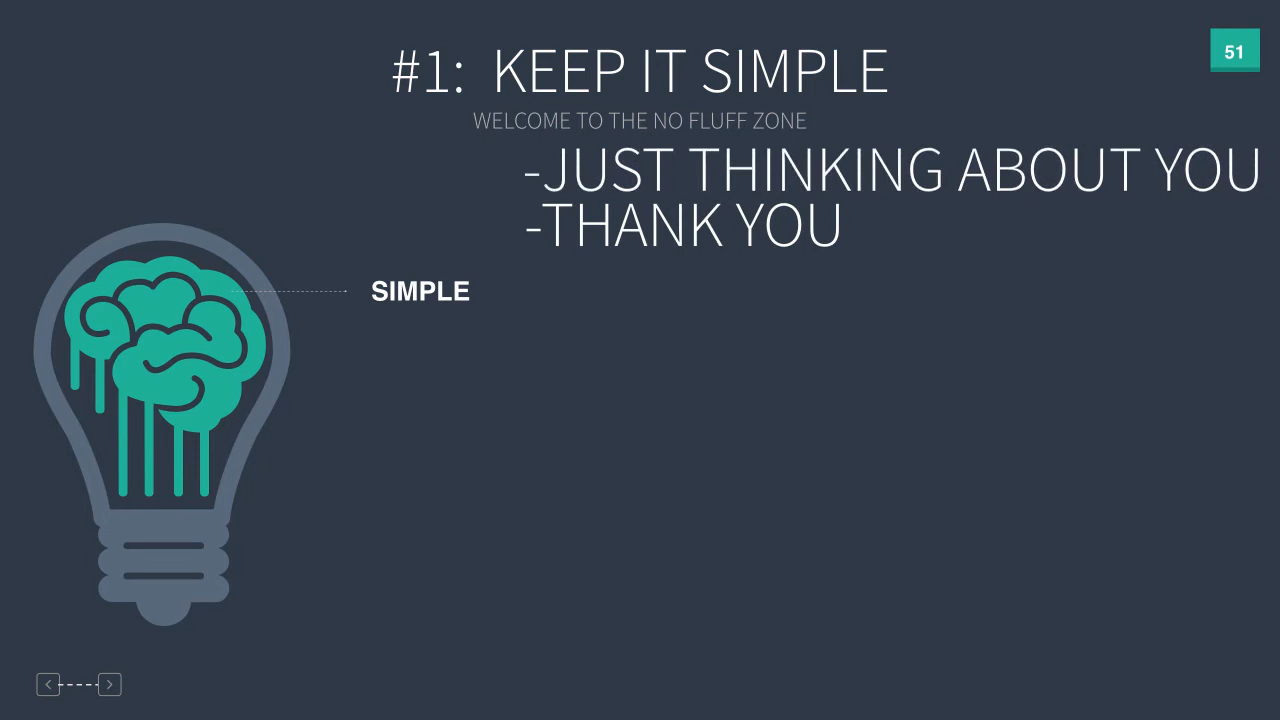 #1: KEEP IT SIMPLE
51
WELCOME TO THE NO FLUFF ZONE
-JUST THINKING ABOUT YOU
-THANK YOU
SIMPLE